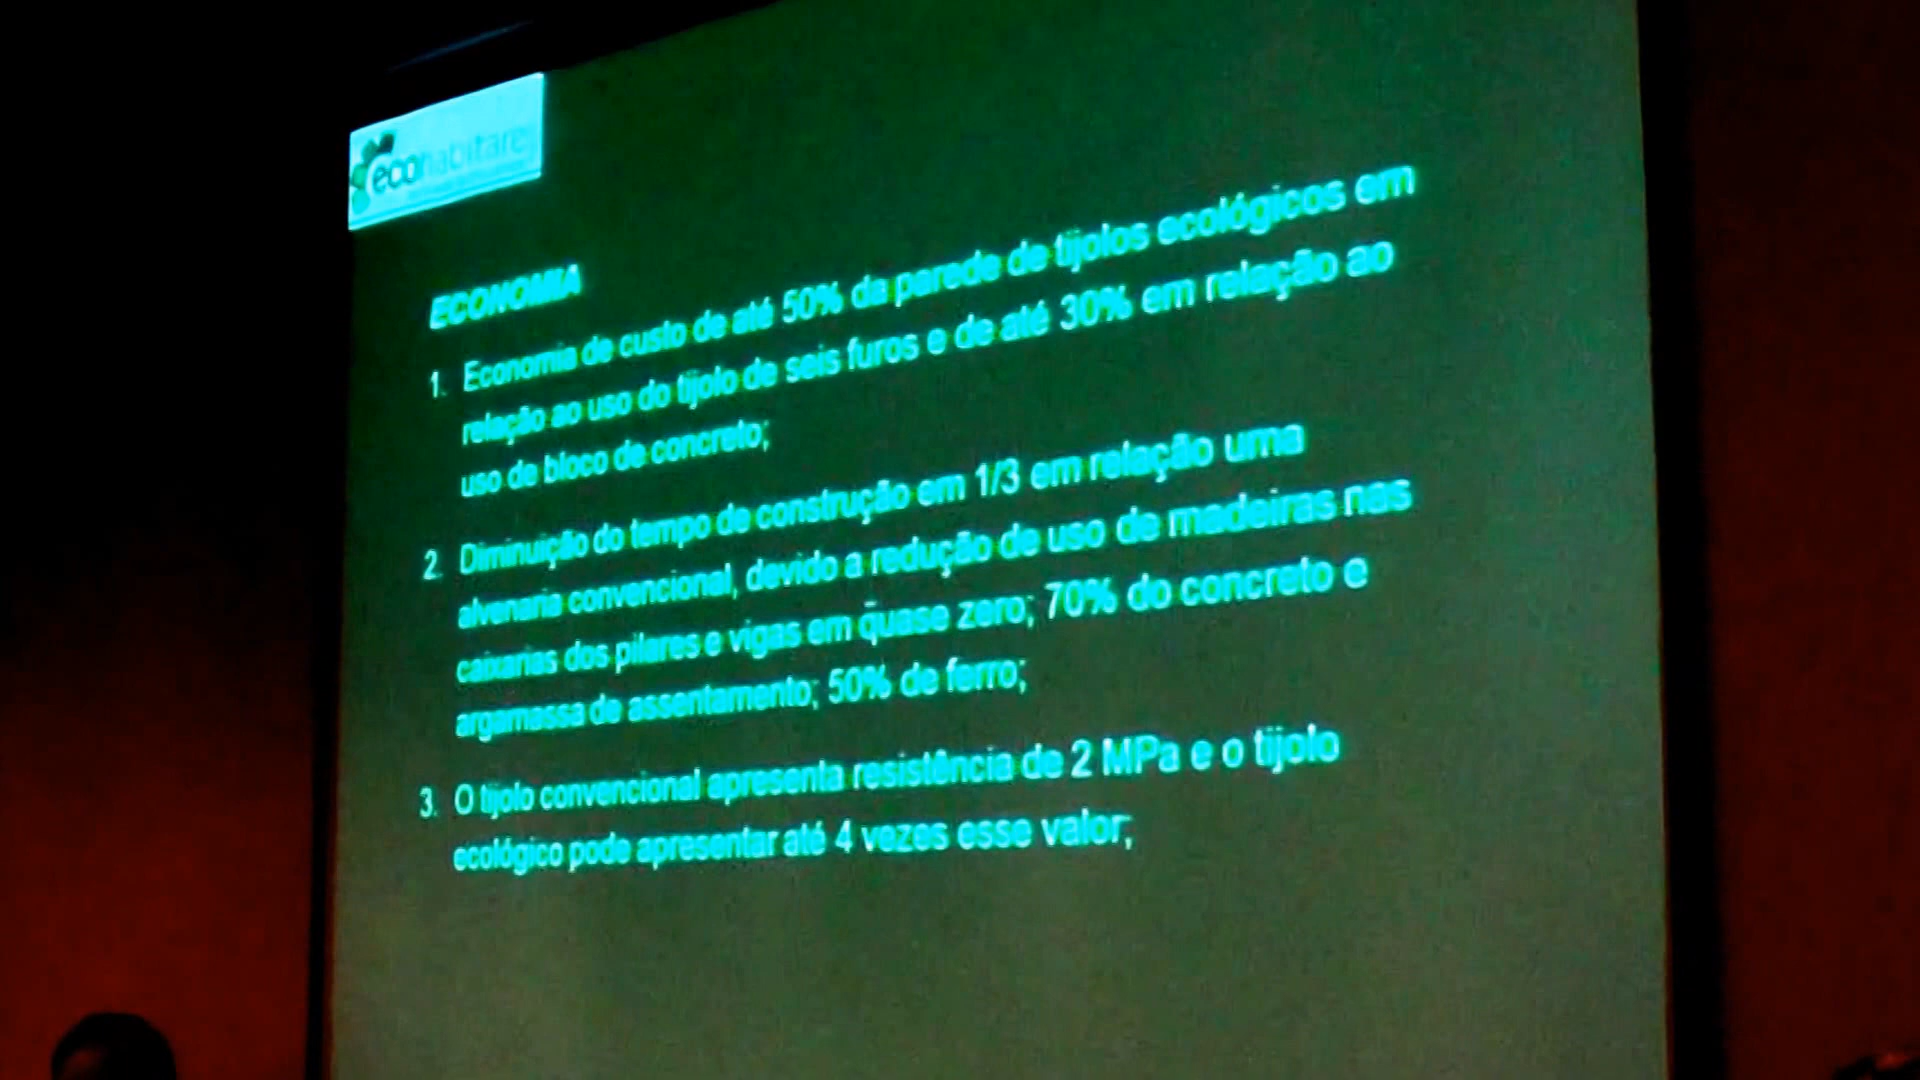 econabitare
ECONOMIA
1. Economia de custo de até 50% da parede de tijolos ecológicos em
relação ao uso do tijolo de seis furos e de até 30% em relação ao
uso de bloco de concreto;
2. Diminuição do tempo de construção em 1/3 em relação uma
alvenaria convencional, devido a redução de uso de madeiras nas
caixarias dos pilares e vigas em quase zero; 70% do concreto e
argamassa de assentamento; 50% de ferro;
3. O tijolo convencional apresenta resistência de 2 MPa e o tijolo
ecológico pode apresentar até 4 vezes esse valor;